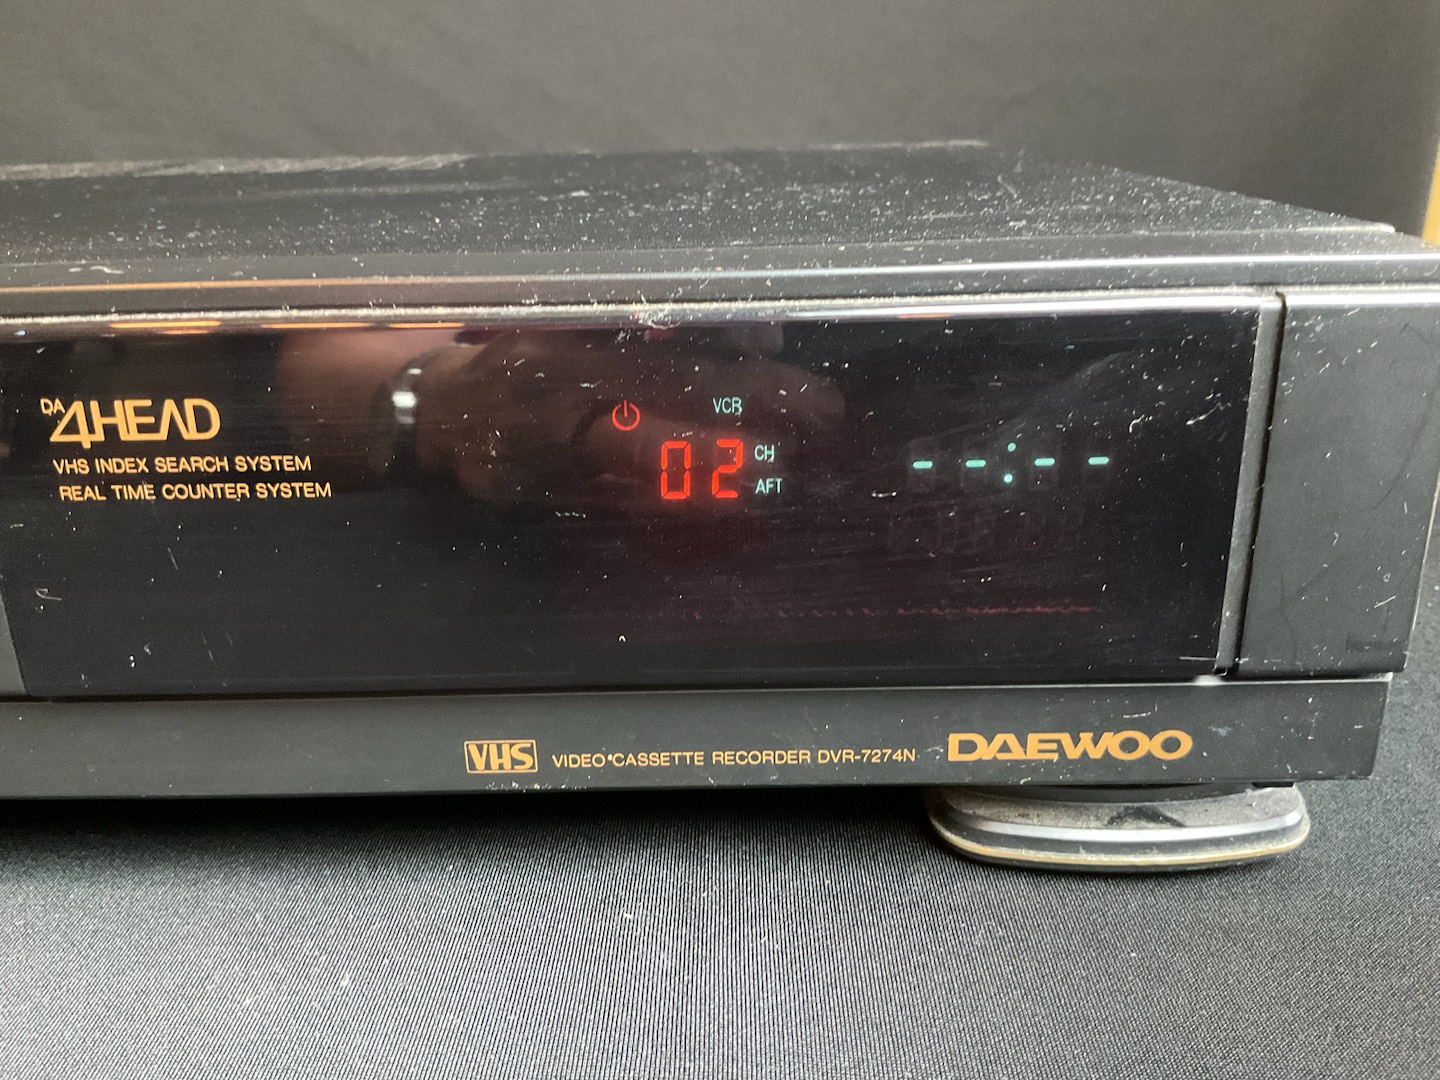 DA 4HEAD
VHS INDEX SEARCH SYSTEM
REAL TIME COUNTER SYSTEM
VCR
02 CH
AFT
--:--
VHS VIDEO CASSETTE RECORDER DVR-7274N DAEWOO